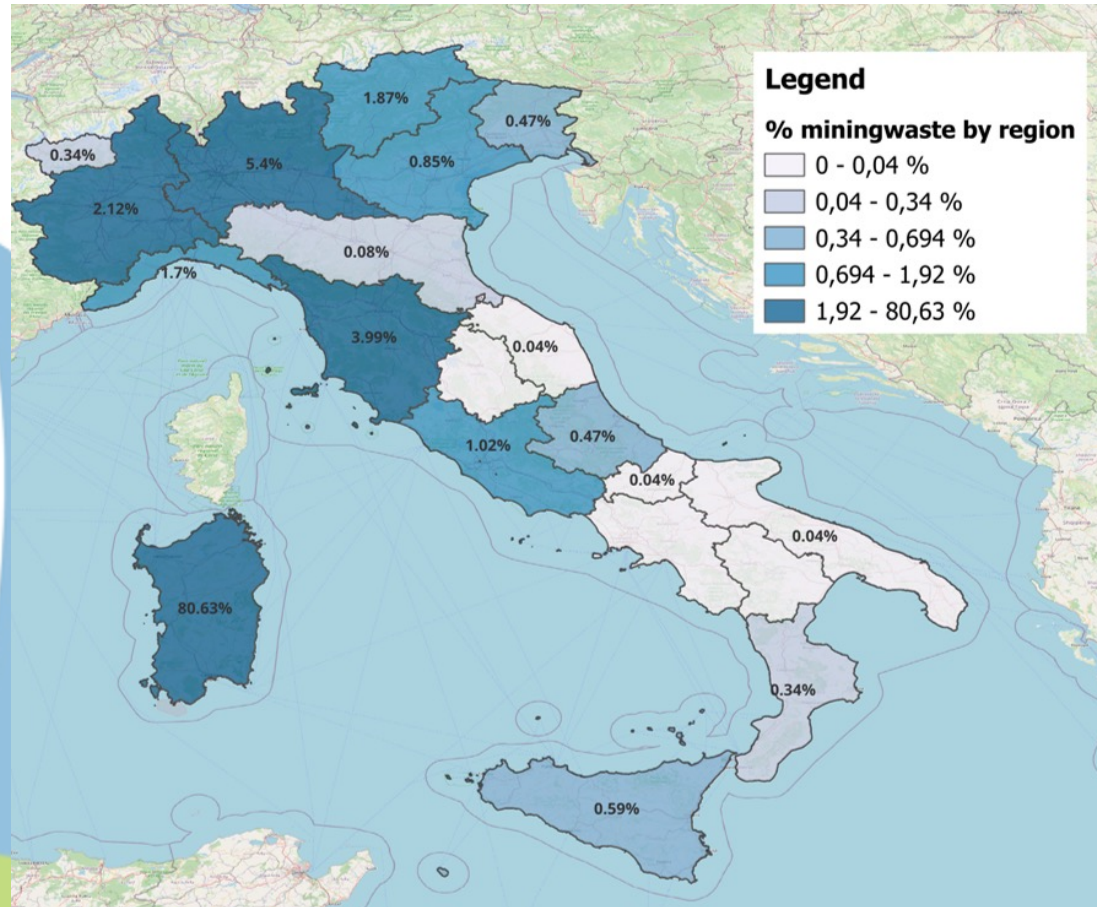 Legend
% miningwaste by region
0 - 0,04 %
0,04 - 0,34 %
0,34 - 0,694 %
0,694 - 1,92 %
1,92 - 80,63 %
1.87%
0.47%
0.34%
5.4%
0.85%
2.12%
0.08%
1.7%
3.99%
0.04%
1.02%
0.47%
0.04%
0.04%
80.63%
0.34%
0.59%